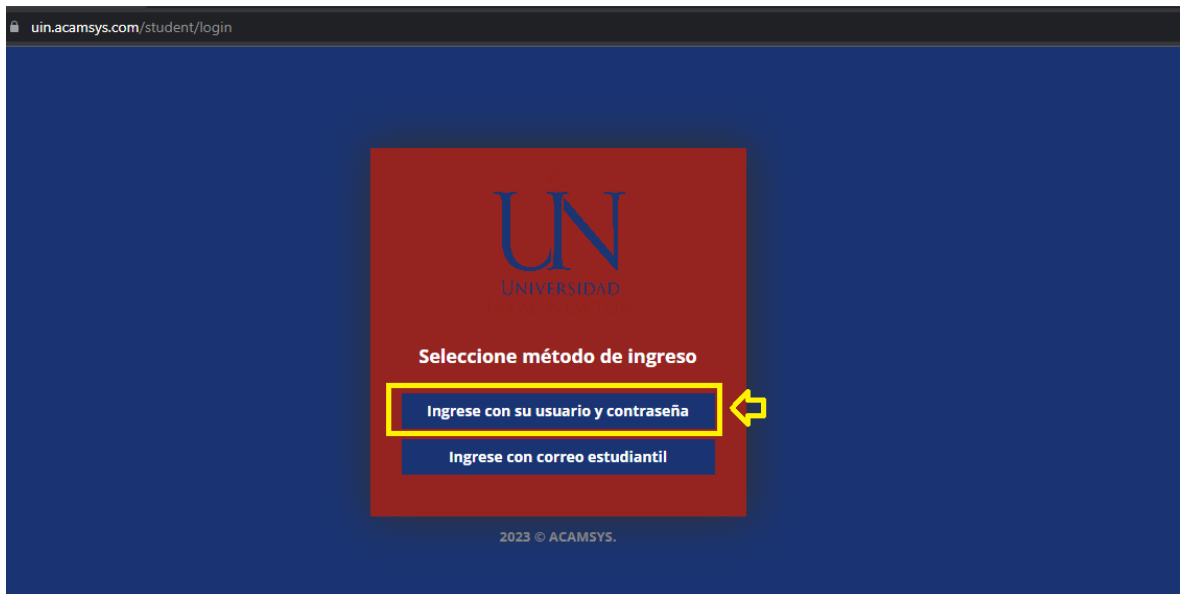 uin.acamsys.com/student/login
UN
UNIVERSIDAD
Seleccione método de ingreso
Ingrese con su usuario y contraseña
Ingrese con correo estudiantil
2023 © ACAMSYS.